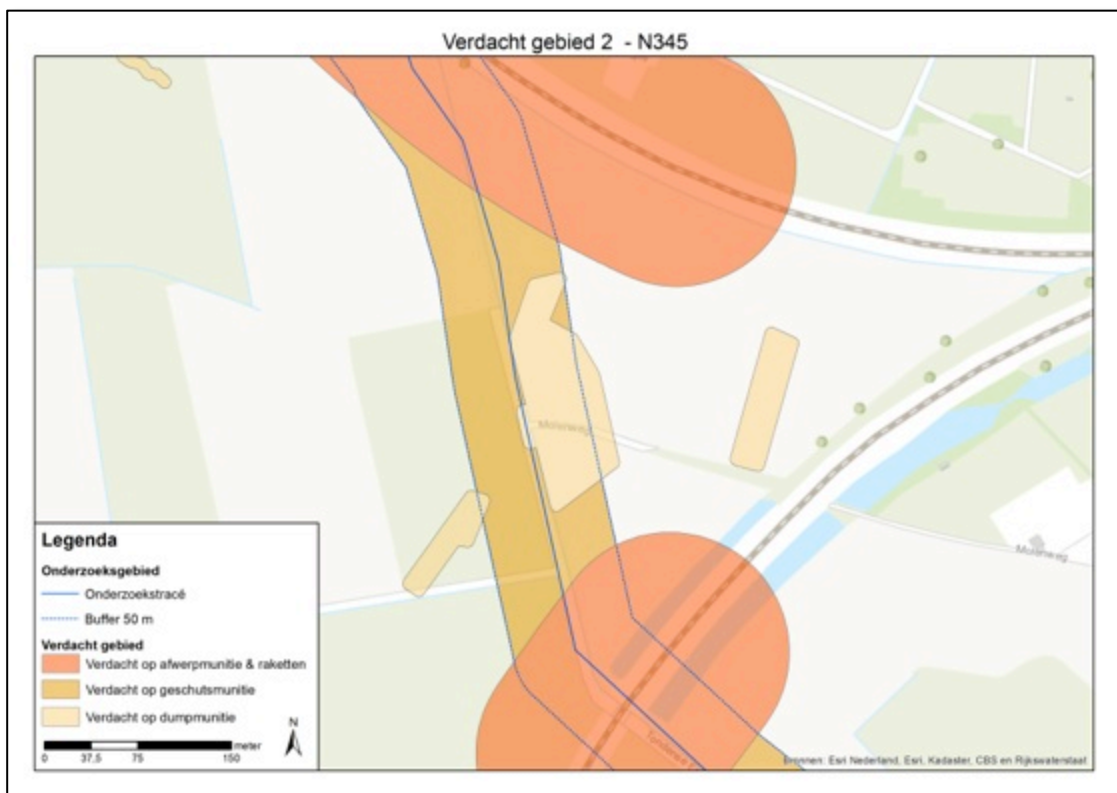 Verdacht gebied 2 - N345
Molenweg
Molenweg
Legenda
Onderzoeksgebied
Onderzoekstracé
Buffer 50 m
Verdacht gebied
Verdacht op afwerpmunitie & raketten
Verdacht op geschutsmunitie
Verdacht op dumpmunitie
N
meter
0 37,5 75 150
Bronnen: Esri Nederland, Esri, Kadaster, CBS en Rijkswaterstaat